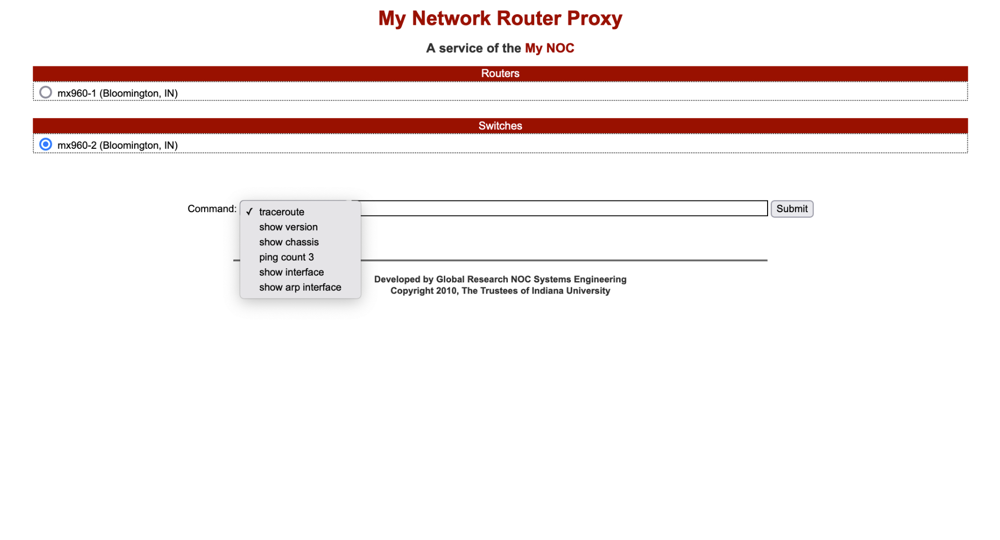 My Network Router Proxy
A service of the My NOC
Routers
mx960-1 (Bloomington, IN)
Switches
mx960-2 (Bloomington, IN)
Command:
✓ traceroute
show version
show chassis
ping count 3
show interface
show arp interface
Submit
Developed by Global Research NOC Systems Engineering
Copyright 2010, The Trustees of Indiana University